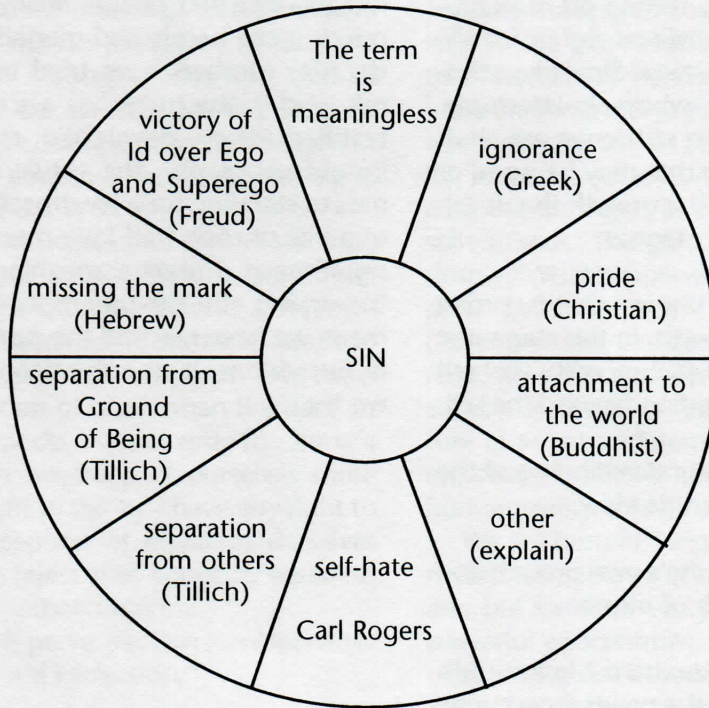 The term
is
meaningless
ignorance
(Greek)
pride
(Christian)
attachment to
the world
(Buddhist)
other
(explain)
self-hate
Carl Rogers
separation
from others
(Tillich)
separation from
Ground
of Being
(Tillich)
missing the mark
(Hebrew)
victory of
Id over Ego
and Superego
(Freud)
SIN